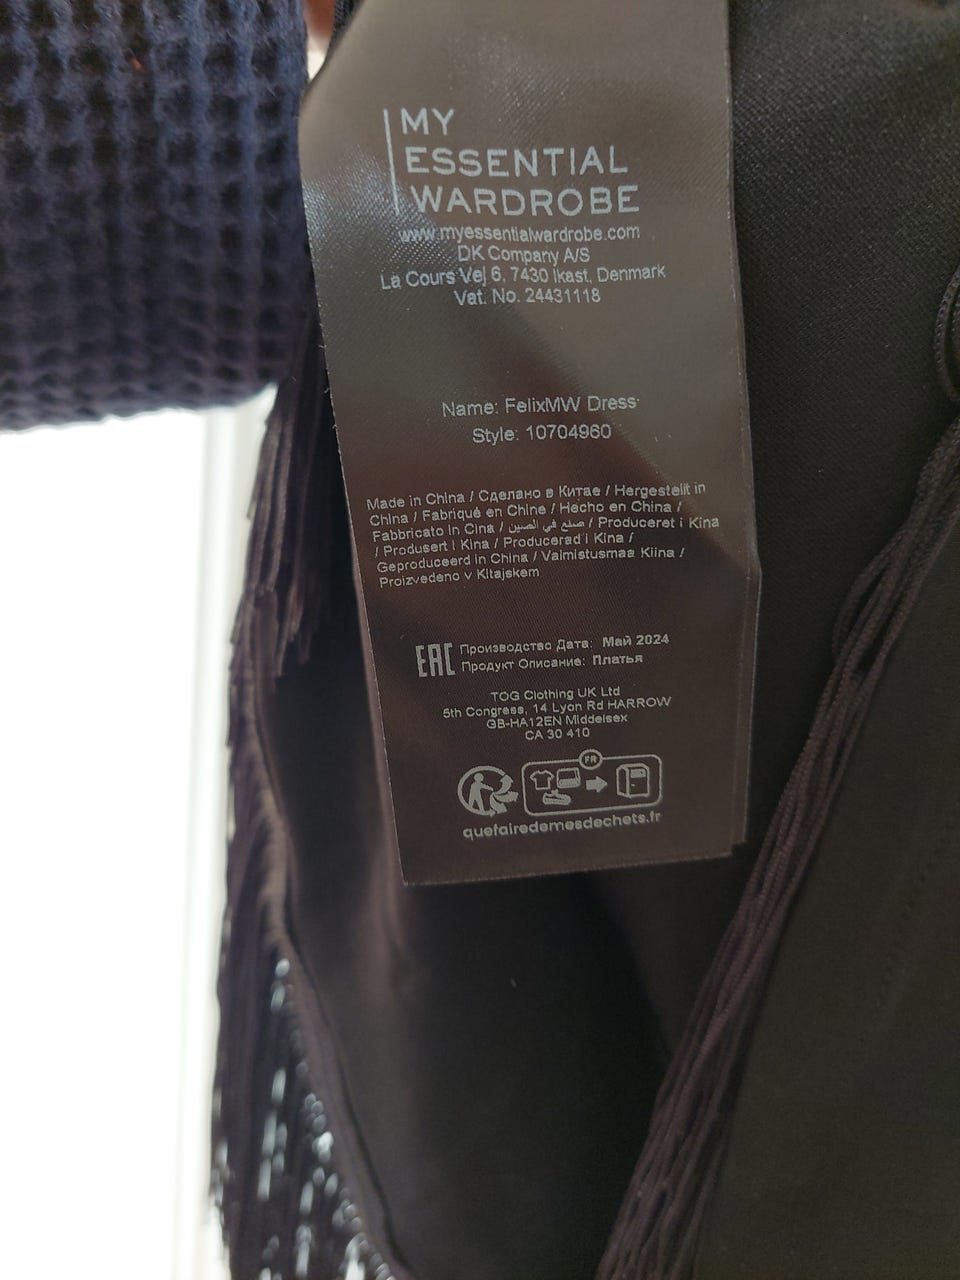 MY
ESSENTIAL
WARDROBE
www.myessentialwardrobe.com
DK Company A/S
La Cours Vej 6, 7430 Ikast, Denmark
Vat. No. 24431118
Name: FelixMW Dress
Style: 10704960
Made in China / Сделано в Китае / Hergestellt in
China / Fabriqué en Chine / Hecho en China /
Fabbricato in Cina / صنع في الصين / Produceret i Kina
/ Produsert i Kina / Producerad i Kina /
Geproduceerd in China / Valmistusmaa Kiina /
Proizvedeno v Kitajskem
EAC Производство Дата: Май 2024
Продукт Описание: Платья
TOG Clothing UK Ltd
5th Congress, 14 Lyon Rd HARROW
GB-HA12EN Middelsex
CA 30 410
FR
quefairedemesdechets.fr